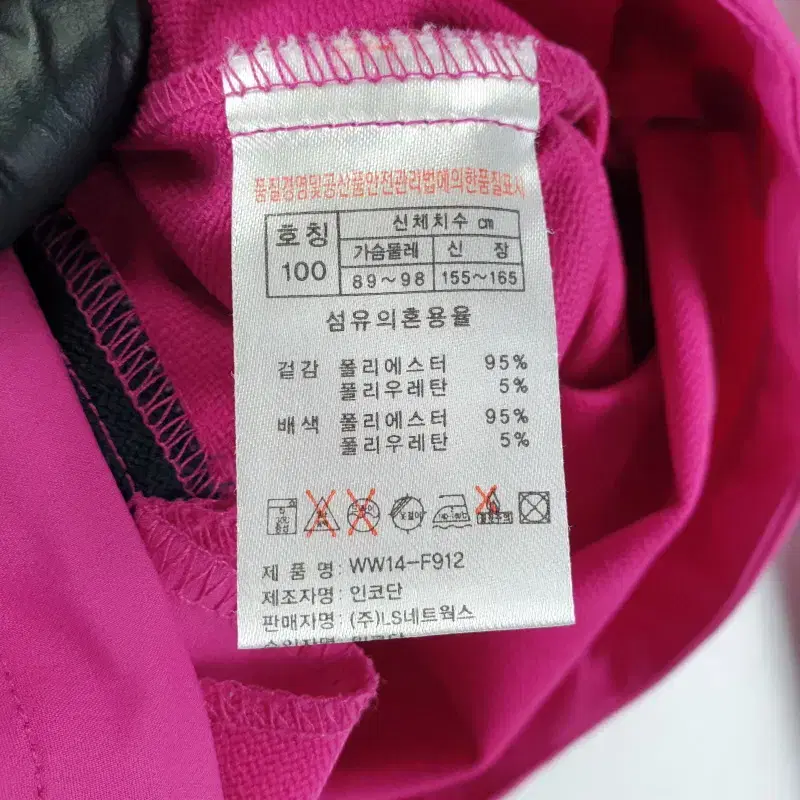 품질경영및공산품안전관리법에의한품질표시
호칭 100
신체치수 ㎝
가슴둘레 신 장
89~98 155~165
섬유의혼용율
겉감 폴리에스터 95%
폴리우레탄 5%
배색 폴리에스터 95%
폴리우레탄 5%
제 품 명: WW14-F912
제조자명: 인코단
판매자명: (주)LS네트웍스